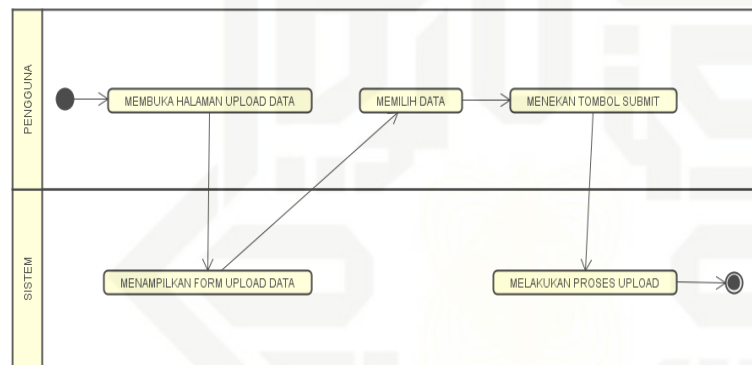 PENGGUNA
MEMBUKA HALAMAN UPLOAD DATA
MEMILIH DATA
MENEKAN TOMBOL SUBMIT
SISTEM
MENAMPILKAN FORM UPLOAD DATA
MELAKUKAN PROSES UPLOAD